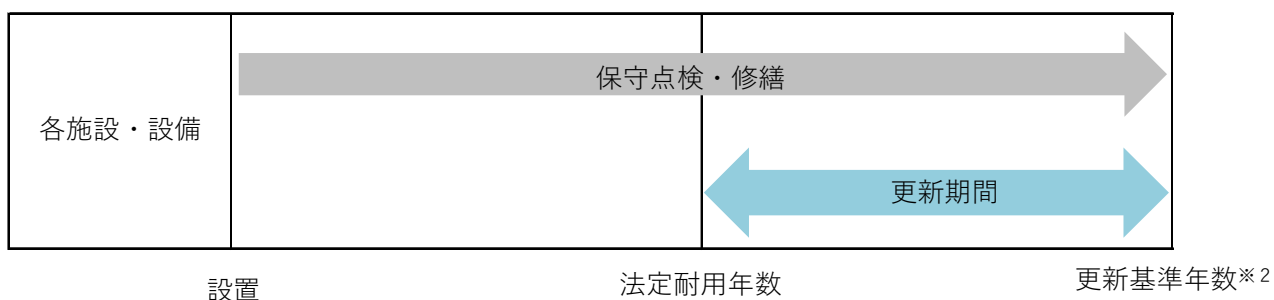 保守点検・修繕
各施設・設備
更新期間
設置
法定耐用年数
更新基準年数※2